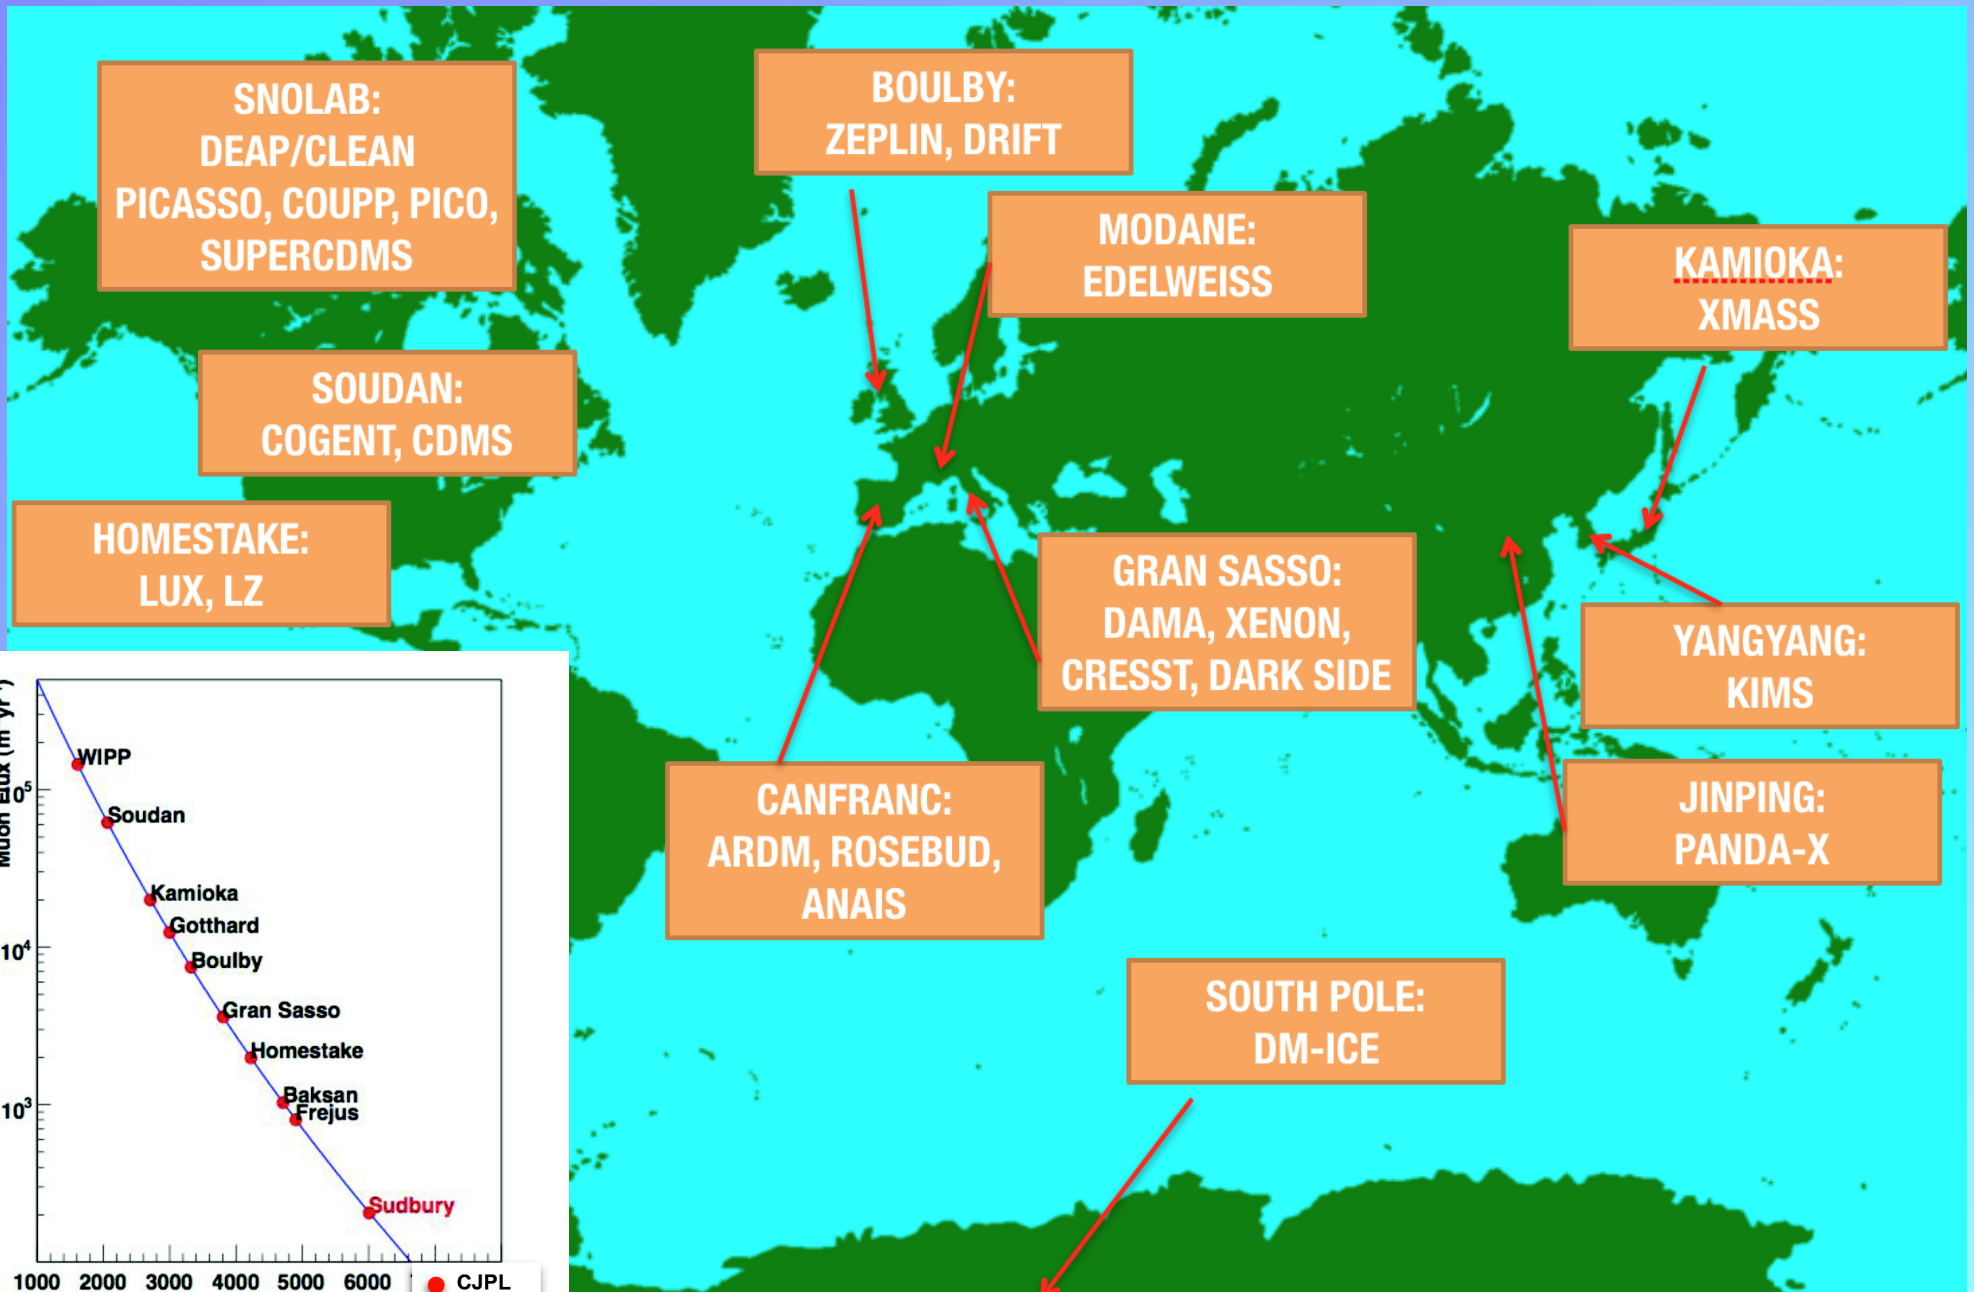 SNOLAB:
DEAP/CLEAN
PICASSO, COUPP, PICO,
SUPERCDMS
BOULBY:
ZEPLIN, DRIFT
MODANE:
EDELWEISS
KAMIOKA:
XMASS
SOUDAN:
COGENT, CDMS
HOMESTAKE:
LUX, LZ
GRAN SASSO:
DAMA, XENON,
CRESST, DARK SIDE
YANGYANG:
KIMS
CANFRANC:
ARDM, ROSEBUD,
ANAIS
JINPING:
PANDA-X
SOUTH POLE:
DM-ICE
WIPP
10⁵
Soudan
Kamioka
Gotthard
10⁴
Boulby
Gran Sasso
Homestake
Baksan
10³
Frejus
Sudbury
1000 2000 3000 4000 5000 6000
CJPL